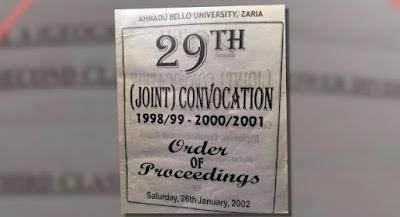 AHMADU BELLO UNIVERSITY, ZARIA
29TH
(JOINT) CONVOCATION
1998/99 - 2000/2001
Order
OF
Proceedings
Saturday, 26th January, 2002